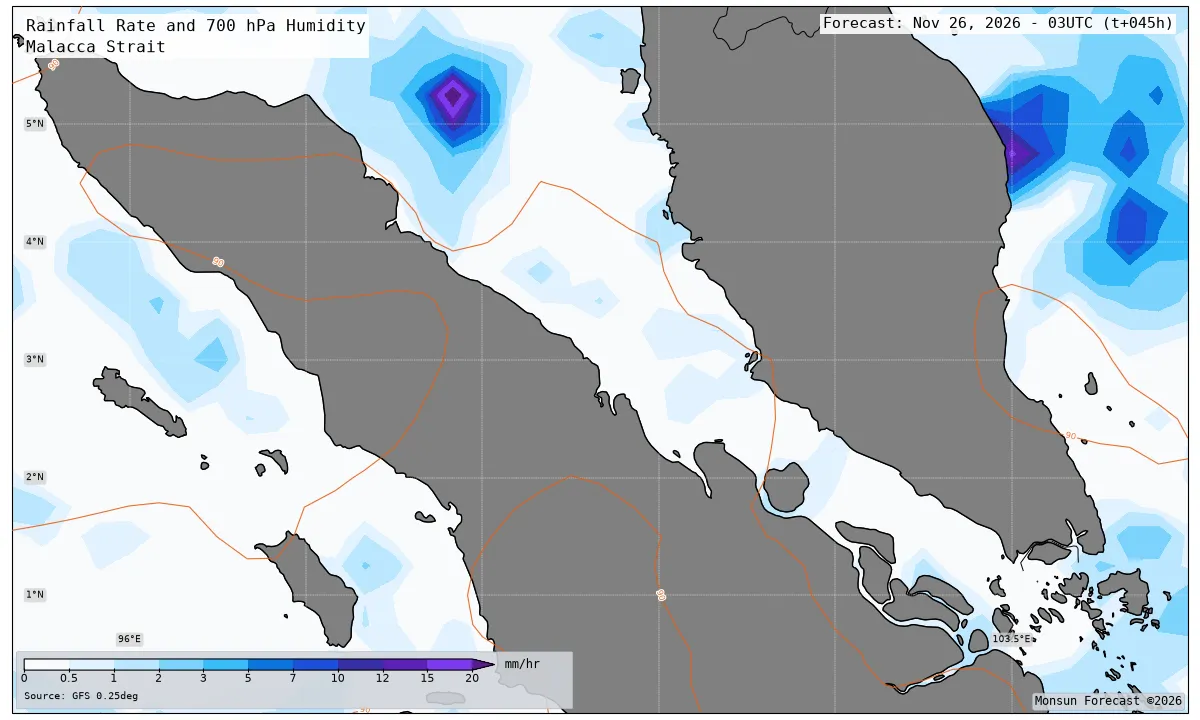 Rainfall Rate and 700 hPa Humidity
Malacca Strait
Forecast: Nov 26, 2026 - 03UTC (t+045h)
90
5°N
4°N
90
3°N
90
2°N
1°N
90
96°E
103.5°E
mm/hr
0 0.5 1 2 3 5 7 10 12 15 20
Source: GFS 0.25deg
90
Monsun Forecast ©2026